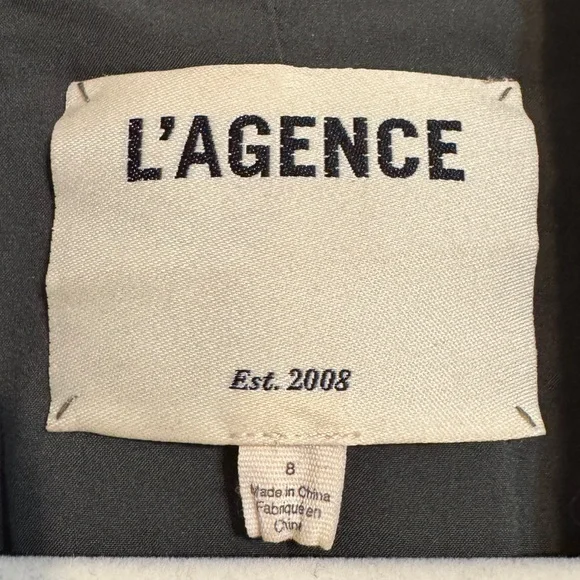 L'AGENCE
Est. 2008
8
Made in China
Fabriqué en
Chine